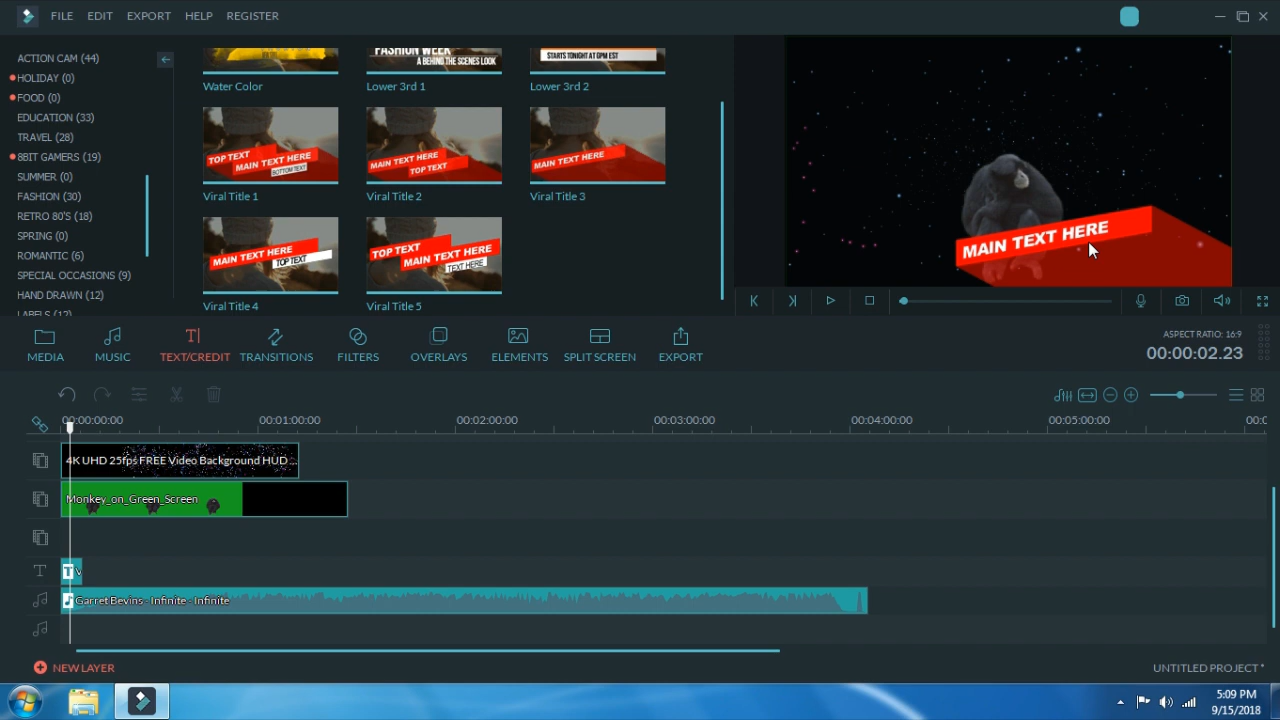 FILE EDIT EXPORT HELP REGISTER
ACTION CAM (44)
HOLIDAY (0)
FOOD (0)
EDUCATION (33)
TRAVEL (28)
8BIT GAMERS (19)
SUMMER (0)
FASHION (30)
RETRO 80'S (18)
SPRING (0)
ROMANTIC (6)
SPECIAL OCCASIONS (9)
HAND DRAWN (12)
LABELS (12)
FASHION WEEK
A BEHIND THE SCENES LOOK
STARTS TONIGHT AT 0PM EST
Water Color Lower 3rd 1 Lower 3rd 2
TOP TEXT
MAIN TEXT HERE
BOTTOM TEXT
MAIN TEXT HERE
TOP TEXT
MAIN TEXT HERE
Viral Title 1 Viral Title 2 Viral Title 3
MAIN TEXT HERE
TOP TEXT
TOP TEXT
MAIN TEXT HERE
TEXT HERE
Viral Title 4 Viral Title 5
MAIN TEXT HERE
MEDIA MUSIC TEXT/CREDIT TRANSITIONS FILTERS OVERLAYS ELEMENTS SPLIT SCREEN EXPORT
ASPECT RATIO: 16:9
00:00:02.23
00:00:00:00 00:01:00:00 00:02:00:00 00:03:00:00 00:04:00:00 00:05:00:00
4K UHD 25fps FREE Video Background HUD ...
Monkey_on_Green_Screen
T V
Garret Bevins - Infinite - Infinite
NEW LAYER
UNTITLED PROJECT *
5:09 PM
9/15/2018